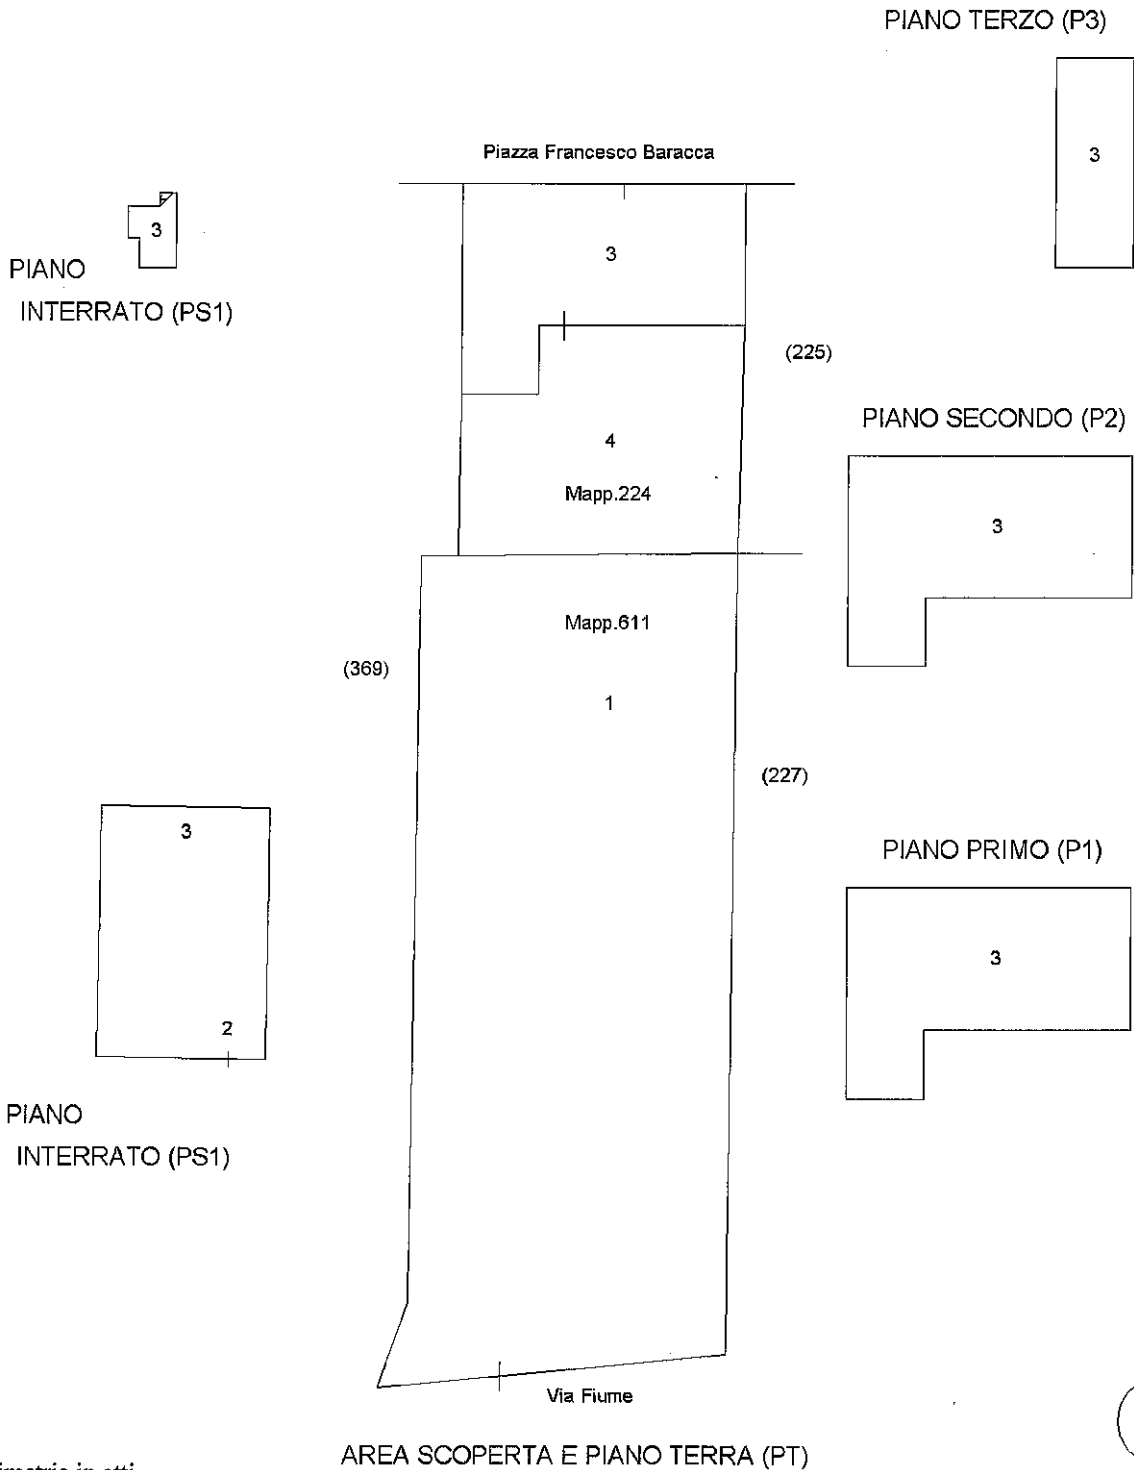 PIANO TERZO (P3)
3
Piazza Francesco Baracca
3
PIANO
INTERRATO (PS1)
3
(225)
PIANO SECONDO (P2)
4
Mapp.224
3
Mapp.611
(369)
1
(227)
3
PIANO PRIMO (P1)
3
2
PIANO
INTERRATO (PS1)
Via Fiume
AREA SCOPERTA E PIANO TERRA (PT)